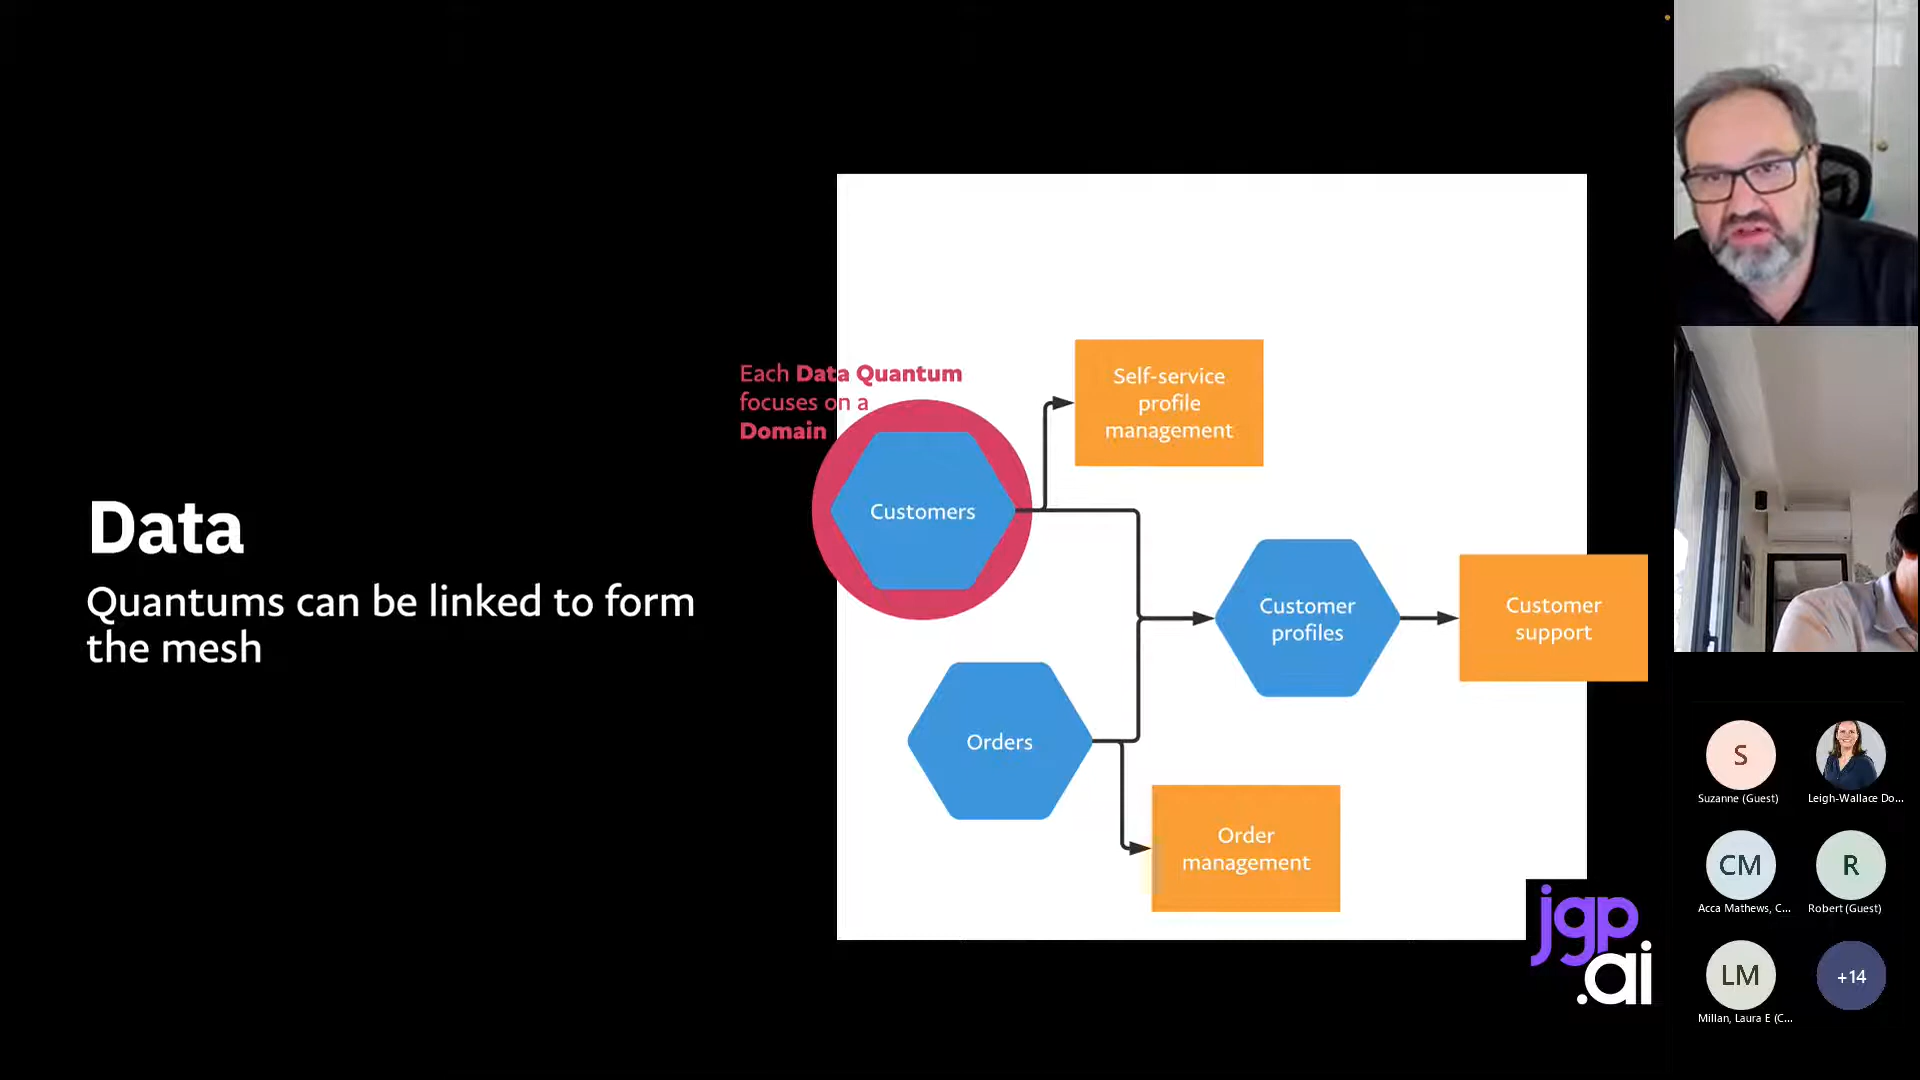 Data
Quantums can be linked to form
the mesh
Each Data Quantum
focuses on a
Domain
Customers
Self-service
profile
management
Customer
profiles
Customer
support
Orders
Order
management
jgp
.ai
S
Suzanne (Guest)
Leigh-Wallace Do...
CM
Acca Mathews, C...
R
Robert (Guest)
LM
Millan, Laura E (C...
+14